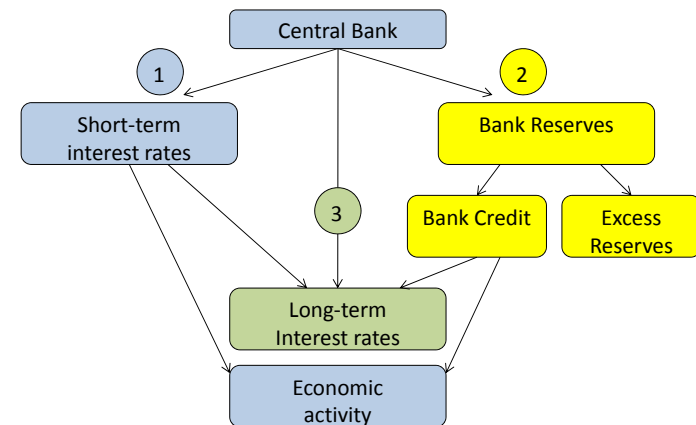 Central Bank
1
2
Short-term
interest rates
Bank Reserves
3
Bank Credit
Excess
Reserves
Long-term
Interest rates
Economic
activity